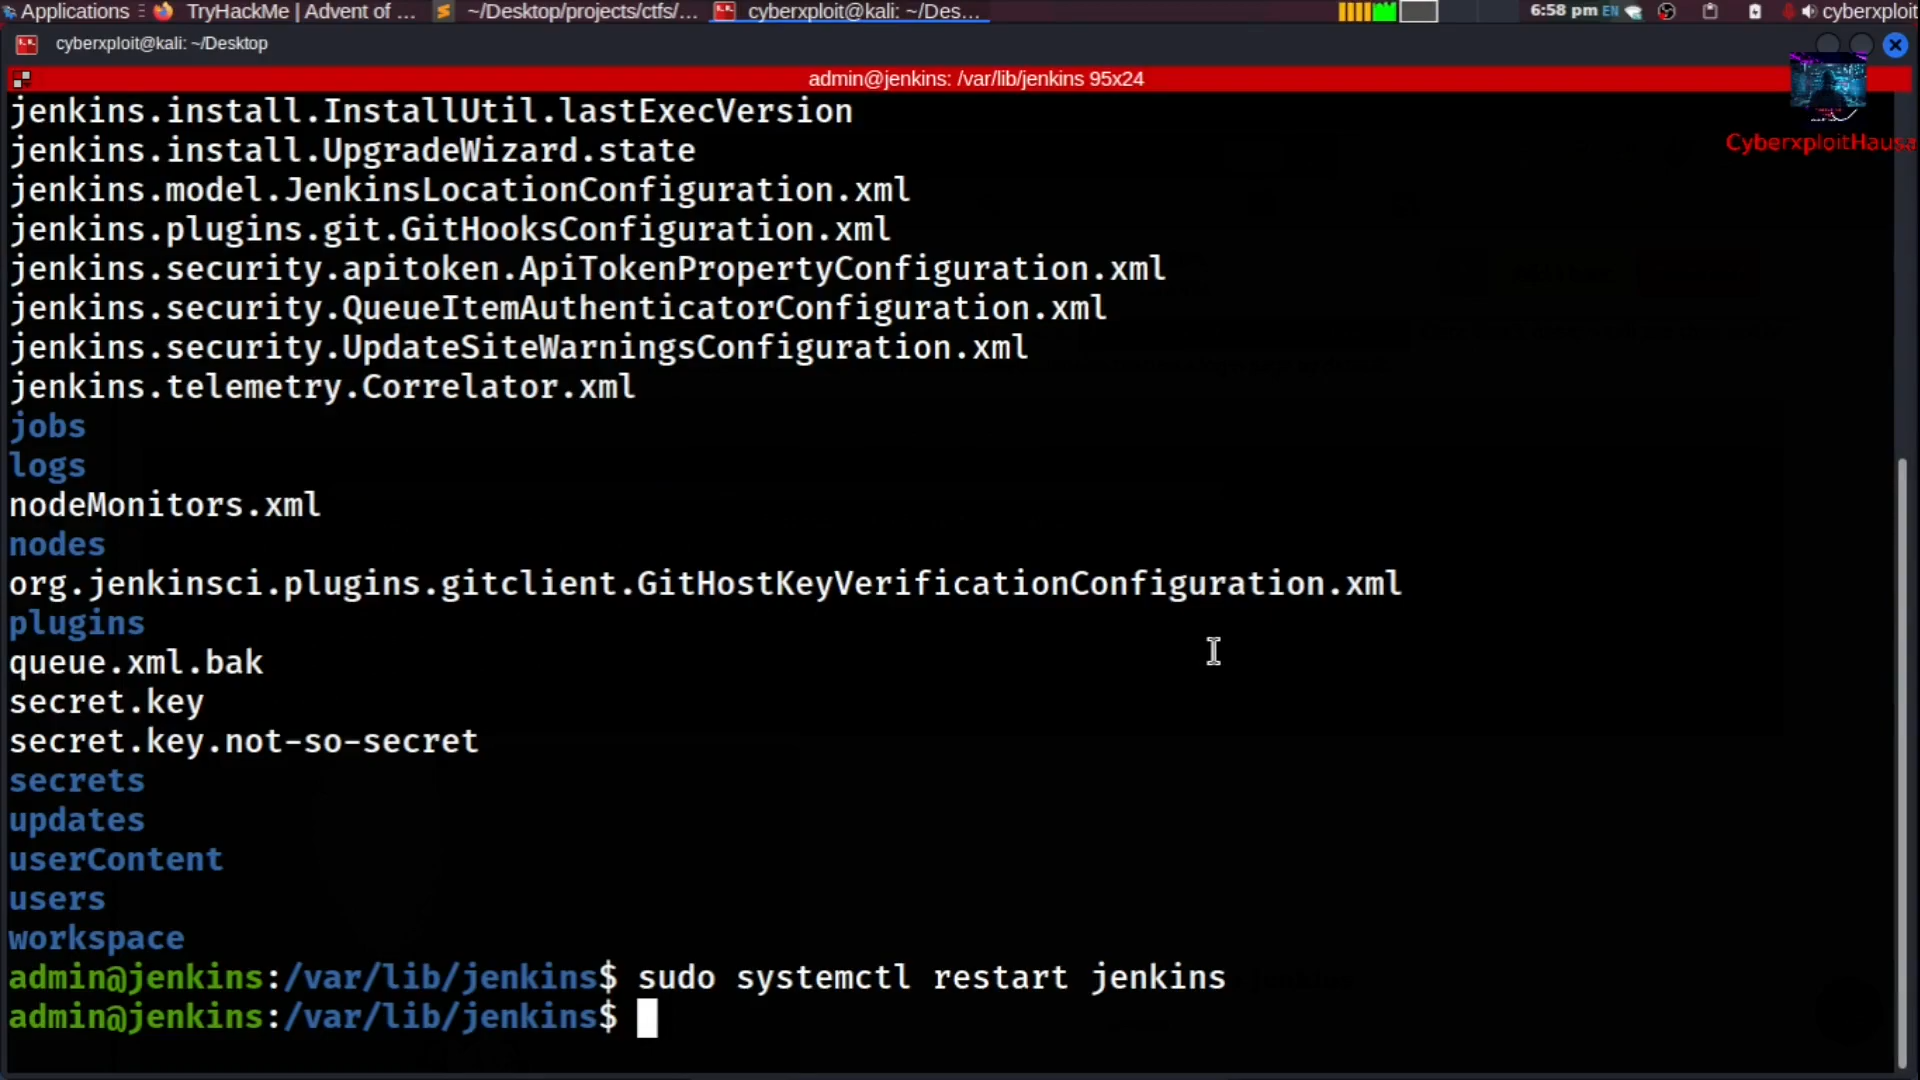 Applications TryHackMe | Advent of ... ~/Desktop/projects/ctfs/... cyberxploit@kali: ~/Des... 6:58 pm EN cyberxploit
cyberxploit@kali: ~/Desktop
admin@jenkins: /var/lib/jenkins 95x24
jenkins.install.InstallUtil.lastExecVersion
CyberxploitHausa
jenkins.install.UpgradeWizard.state
jenkins.model.JenkinsLocationConfiguration.xml
jenkins.plugins.git.GitHooksConfiguration.xml
jenkins.security.apitoken.ApiTokenPropertyConfiguration.xml
jenkins.security.QueueItemAuthenticatorConfiguration.xml
jenkins.security.UpdateSiteWarningsConfiguration.xml
jenkins.telemetry.Correlator.xml
jobs
logs
nodeMonitors.xml
nodes
org.jenkinsci.plugins.gitclient.GitHostKeyVerificationConfiguration.xml
plugins
queue.xml.bak
secret.key
secret.key.not-so-secret
secrets
updates
userContent
users
workspace
admin@jenkins:/var/lib/jenkins$ sudo systemctl restart jenkins
admin@jenkins:/var/lib/jenkins$